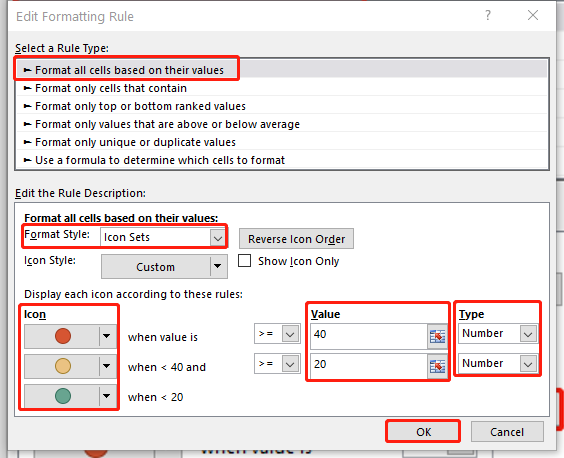 Edit Formatting Rule ? ×
Select a Rule Type:
► Format all cells based on their values
► Format only cells that contain
► Format only top or bottom ranked values
► Format only values that are above or below average
► Format only unique or duplicate values
► Use a formula to determine which cells to format
Edit the Rule Description:
Format all cells based on their values:
Format Style: Icon Sets Reverse Icon Order
Icon Style: Custom Show Icon Only
Display each icon according to these rules:
Icon Value Type
when value is >= 40 Number
when < 40 and >= 20 Number
when < 20
OK Cancel
when value is